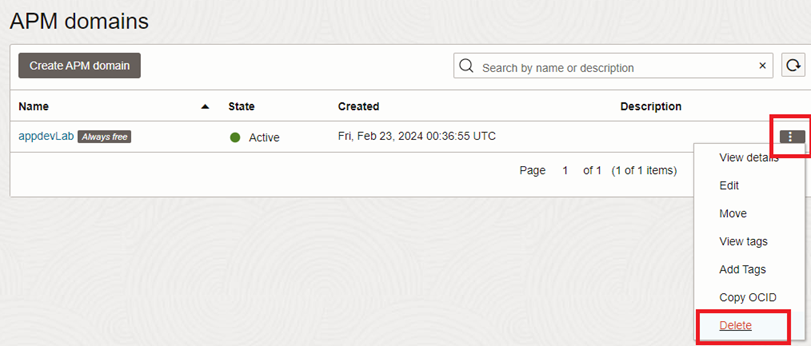 APM domains
Create APM domain
Search by name or description
Name State Created Description
appdevLab Always free Active Fri, Feb 23, 2024 00:36:55 UTC
Page 1 of 1 (1 of 1 items)
View details
Edit
Move
View tags
Add Tags
Copy OCID
Delete